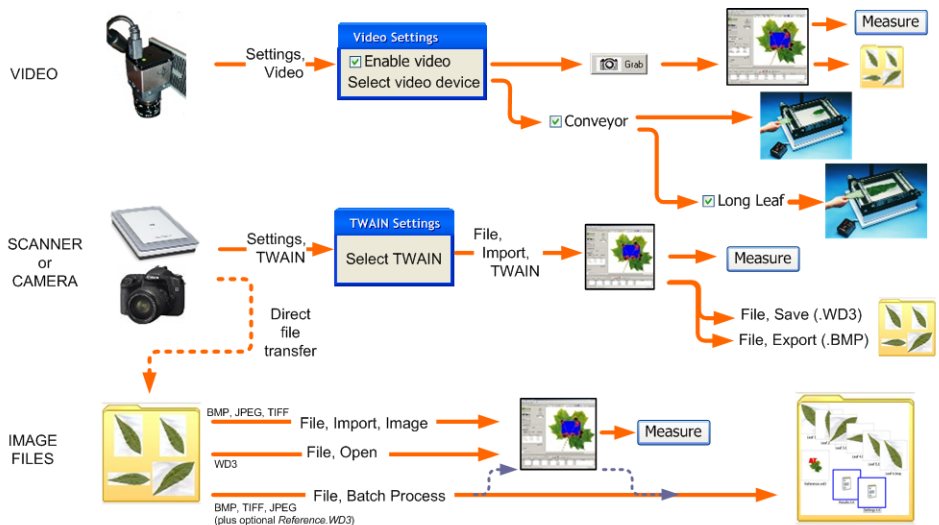 VIDEO
Settings,
Video
Video Settings
Enable video
Select video device
Grab
Measure
Conveyor
Long Leaf
SCANNER
or
CAMERA
Settings,
TWAIN
TWAIN Settings
Select TWAIN
File,
Import,
TWAIN
Measure
File, Save (.WD3)
File, Export (.BMP)
Direct
file
transfer
IMAGE
FILES
BMP, JPEG, TIFF
File, Import, Image
Measure
WD3
File, Open
File, Batch Process
BMP, TIFF, JPEG
(plus optional Reference.WD3)